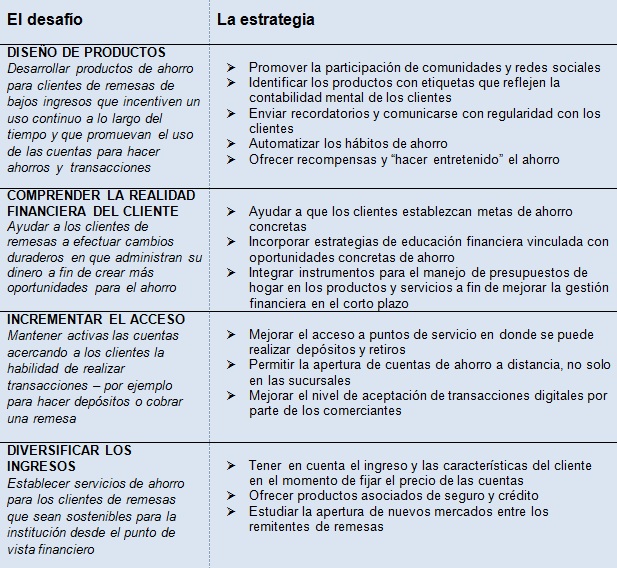 El desafío
La estrategia
DISEÑO DE PRODUCTOS
Desarrollar productos de ahorro
para clientes de remesas de
bajos ingresos que incentiven un
uso continuo a lo largo del
tiempo y que promuevan el uso
de las cuentas para hacer
ahorros y transacciones
➤ Promover la participación de comunidades y redes sociales
➤ Identificar los productos con etiquetas que reflejen la
contabilidad mental de los clientes
➤ Enviar recordatorios y comunicarse con regularidad con los
clientes
➤ Automatizar los hábitos de ahorro
➤ Ofrecer recompensas y “hacer entretenido” el ahorro
COMPRENDER LA REALIDAD
FINANCIERA DEL CLIENTE
Ayudar a los clientes de
remesas a efectuar cambios
duraderos en que administran su
dinero a fin de crear más
oportunidades para el ahorro
➤ Ayudar a que los clientes establezcan metas de ahorro
concretas
➤ Incorporar estrategias de educación financiera vinculada con
oportunidades concretas de ahorro
➤ Integrar instrumentos para el manejo de presupuestos de
hogar en los productos y servicios a fin de mejorar la gestión
financiera en el corto plazo
INCREMENTAR EL ACCESO
Mantener activas las cuentas
acercando a los clientes la
habilidad de realizar
transacciones – por ejemplo
para hacer depósitos o cobrar
una remesa
➤ Mejorar el acceso a puntos de servicio en donde se puede
realizar depósitos y retiros
➤ Permitir la apertura de cuentas de ahorro a distancia, no solo
en las sucursales
➤ Mejorar el nivel de aceptación de transacciones digitales por
parte de los comerciantes
DIVERSIFICAR LOS
INGRESOS
Establecer servicios de ahorro
para los clientes de remesas
que sean sostenibles para la
institución desde el punto de
vista financiero
➤ Tener en cuenta el ingreso y las características del cliente
en el momento de fijar el precio de las cuentas
➤ Ofrecer productos asociados de seguro y crédito
➤ Estudiar la apertura de nuevos mercados entre los
remitentes de remesas